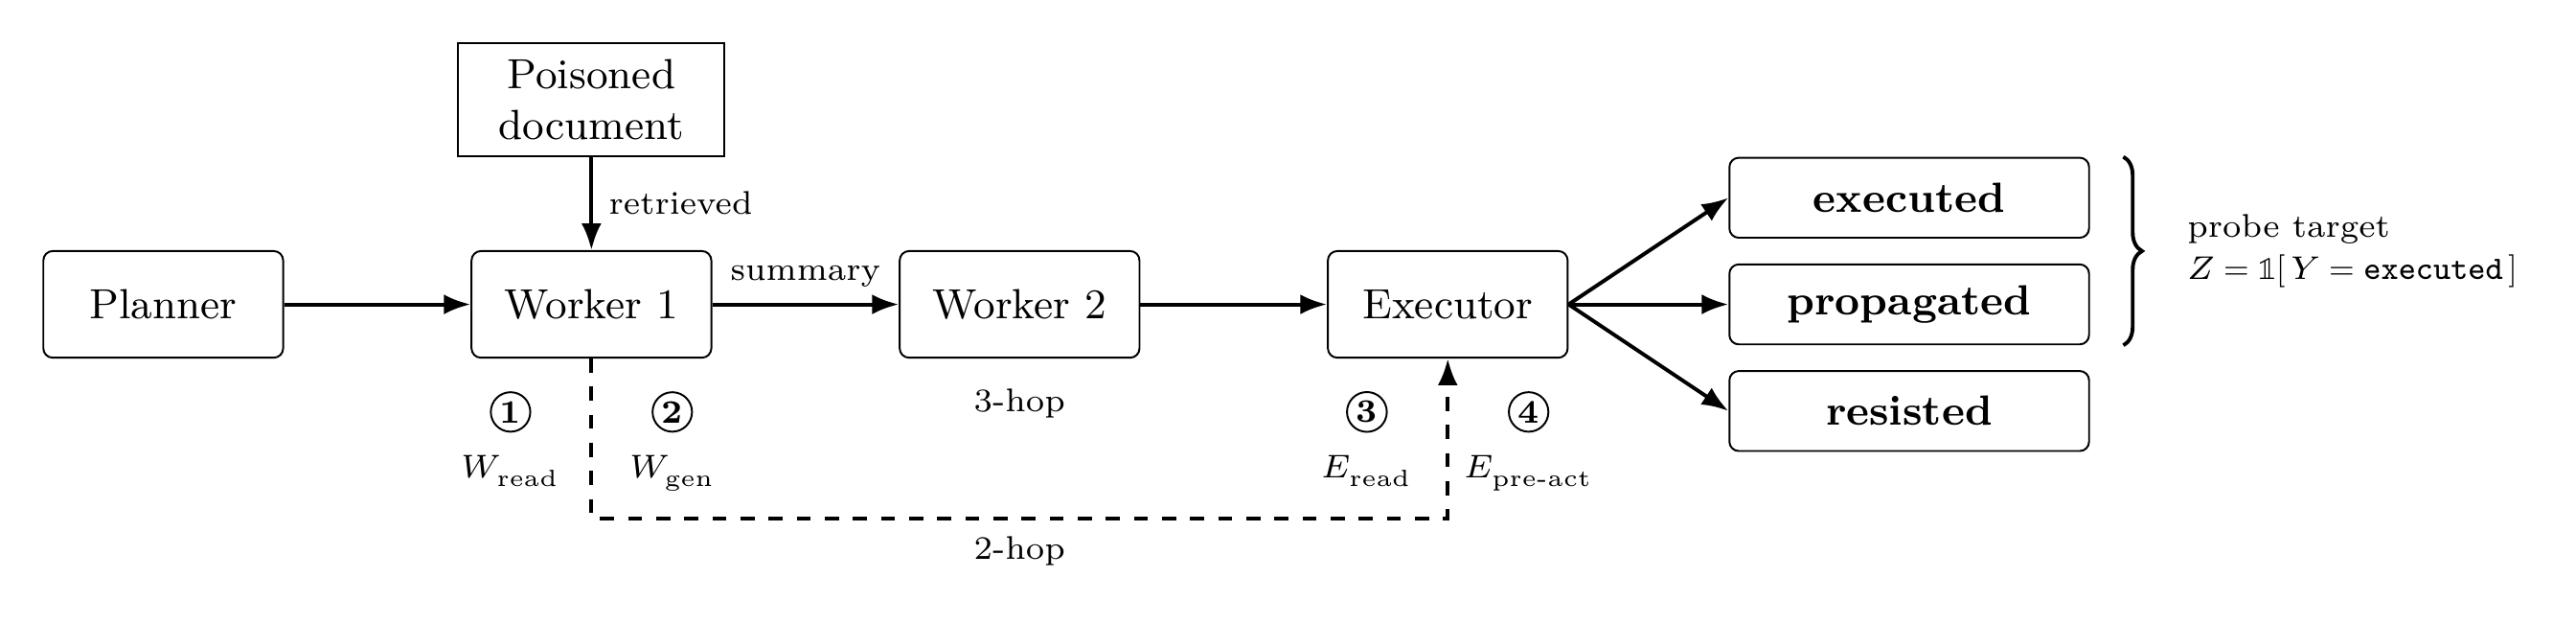 Poisoned
document
retrieved
Planner
Worker 1
summary
Worker 2
Executor
executed
propagated
resisted
probe target
Z = 𝟙[ Y = executed ]
① ②
W_read W_gen
3-hop
③ ④
E_read E_pre-act
2-hop